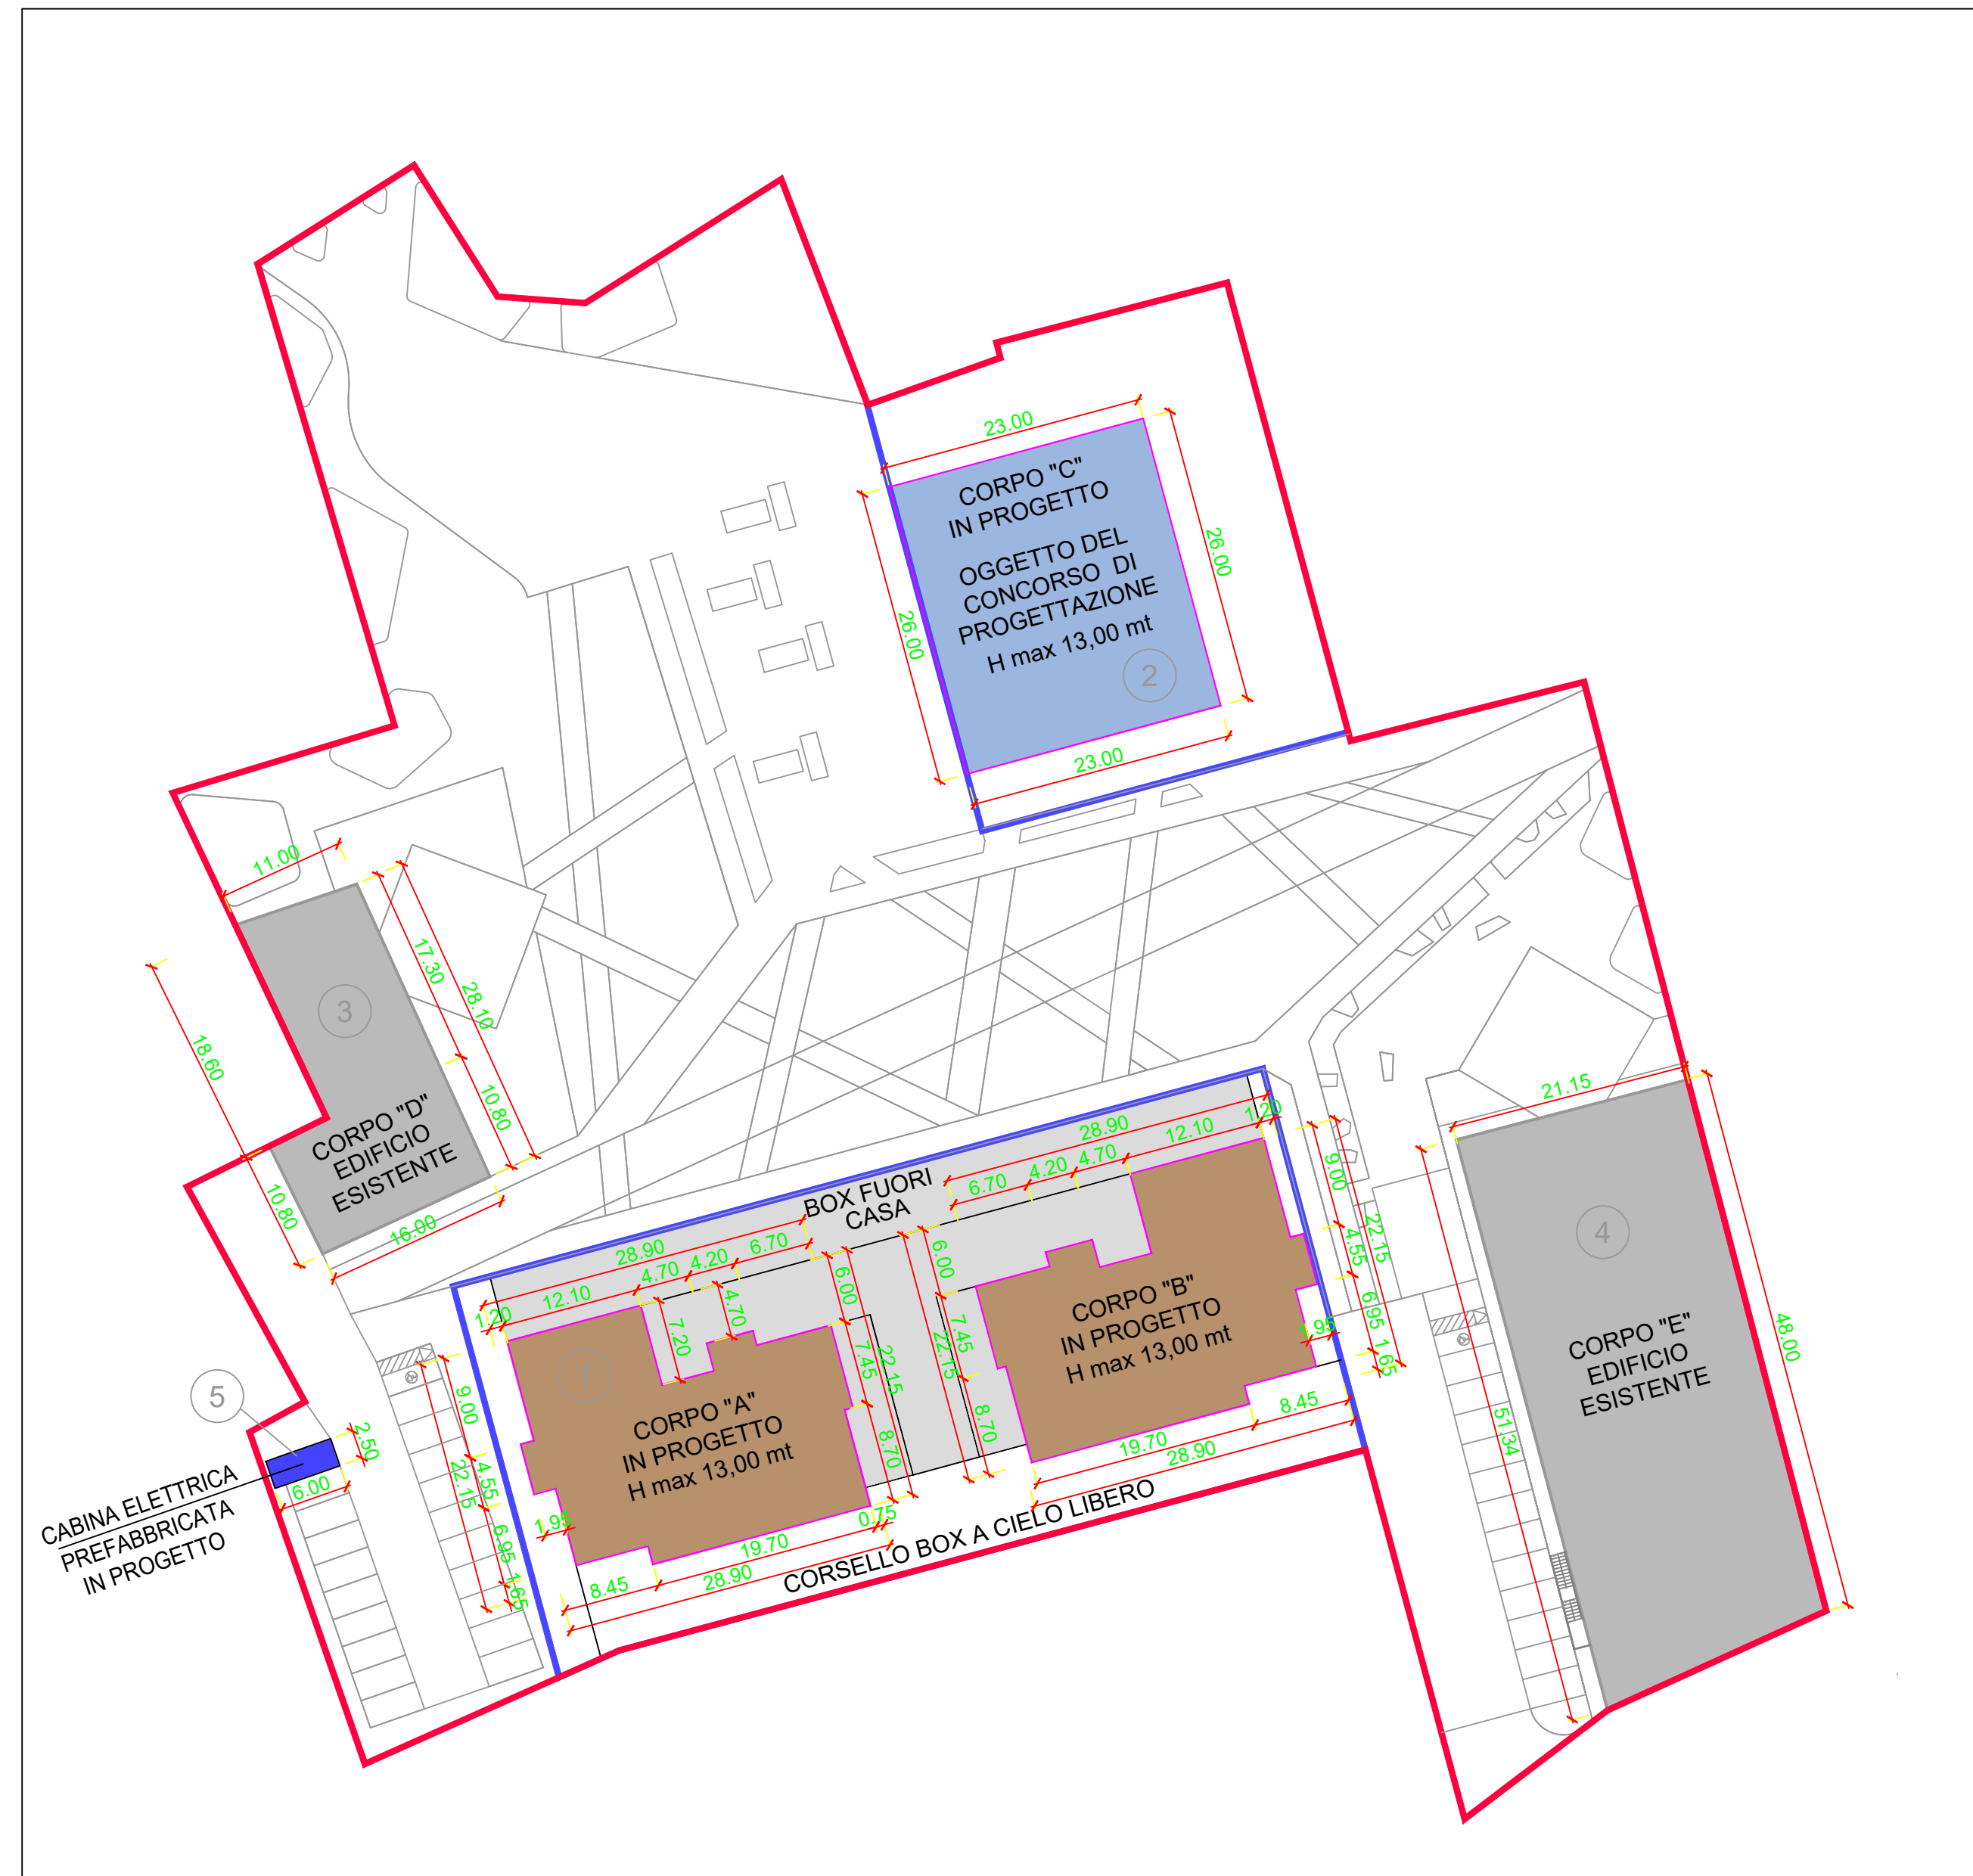 23.00
CORPO "C"
IN PROGETTO
OGGETTO DEL
CONCORSO DI
PROGETTAZIONE
H max 13,00 mt
2
26.00
26.00
23.00
11.00
17.30
28.10
10.80
3
18.60
10.80
CORPO "D"
EDIFICIO
ESISTENTE
16.00
BOX FUORI
CASA
28.90
4.70
4.20
6.70
12.10
1.20
7.20
4.70
6.00
7.45
22.15
8.70
1
CORPO "A"
IN PROGETTO
H max 13,00 mt
9.00
4.55
22.15
6.95
1.65
1.95
19.70
0.75
8.45
28.90
28.90
1.20
12.10
4.70
4.20
6.70
6.00
7.45
22.15
8.70
CORPO "B"
IN PROGETTO
H max 13,00 mt
9.00
4.55
22.15
6.95
1.65
1.95
8.45
19.70
28.90
CORSELLO BOX A CIELO LIBERO
21.15
4
CORPO "E"
EDIFICIO
ESISTENTE
48.00
51.34
5
2.50
6.00
CABINA ELETTRICA
PREFABBRICATA
IN PROGETTO